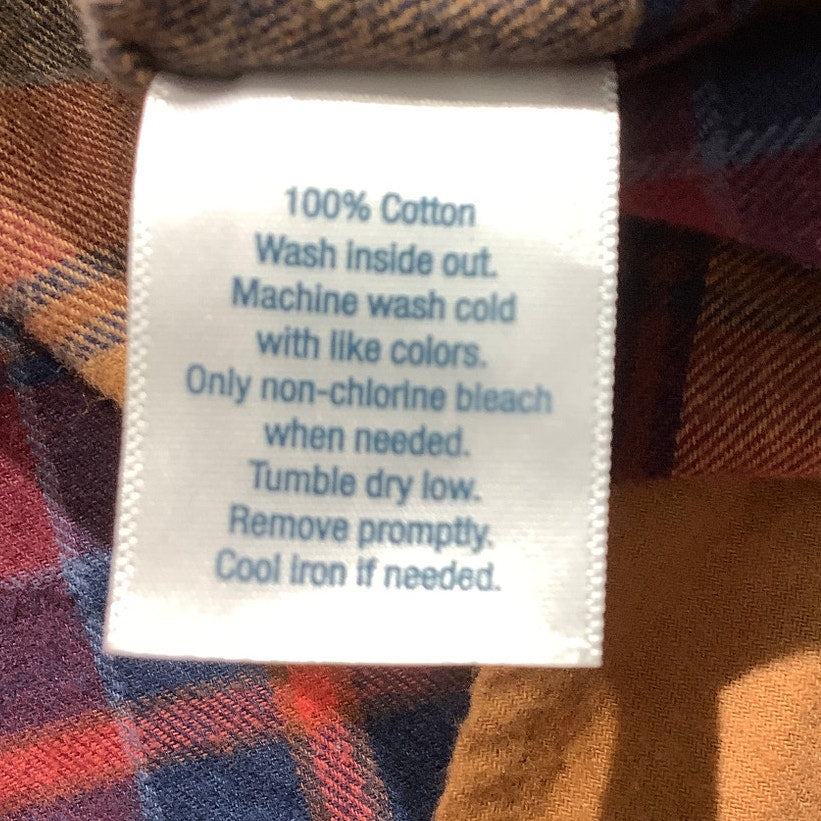 100% Cotton
Wash inside out.
Machine wash cold
with like colors.
Only non-chlorine bleach
when needed.
Tumble dry low.
Remove promptly.
Cool iron if needed.